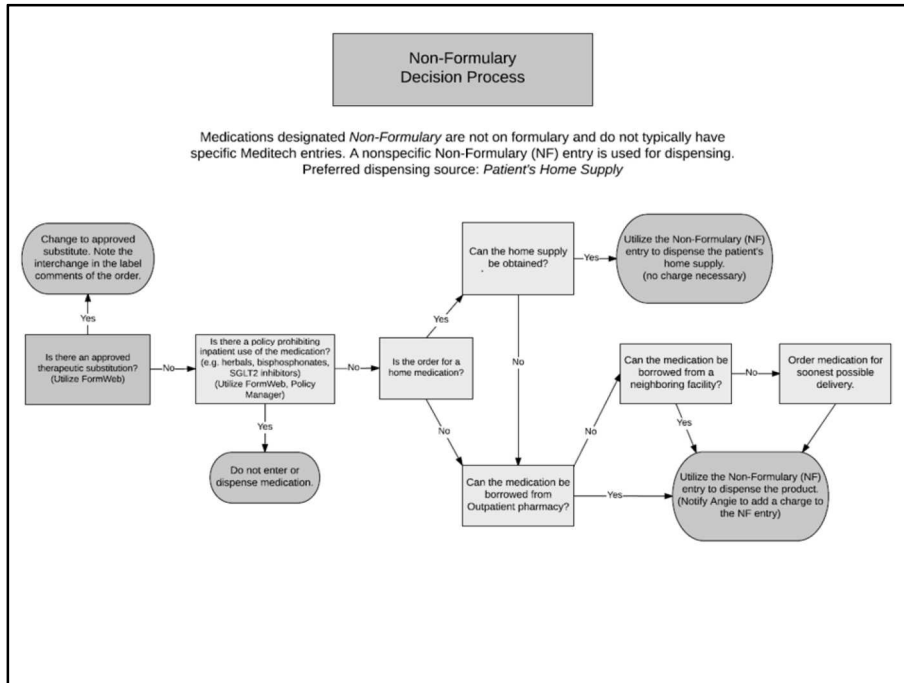 Non-Formulary
Decision Process
Medications designated Non-Formulary are not on formulary and do not typically have
specific Meditech entries. A nonspecific Non-Formulary (NF) entry is used for dispensing.
Preferred dispensing source: Patient's Home Supply
Change to approved
substitute. Note the
interchange in the label
comments of the order.
Yes
Is there an approved
therapeutic substitution?
(Utilize FormWeb)
No
Is there a policy prohibiting
inpatient use of the medication?
(e.g. herbals, bisphosphonates,
SGLT2 inhibitors)
(Utilize FormWeb, Policy
Manager)
Yes
Do not enter or
dispense medication.
No
Is the order for a
home medication?
Yes
Can the home supply
be obtained?
Yes
Utilize the Non-Formulary (NF)
entry to dispense the patient's
home supply.
(no charge necessary)
No
No
Can the medication be
borrowed from
Outpatient pharmacy?
Yes
No
Can the medication be
borrowed from a
neighboring facility?
No
Order medication for
soonest possible
delivery.
Yes
Utilize the Non-Formulary (NF)
entry to dispense the product.
(Notify Angie to add a charge to
the NF entry)